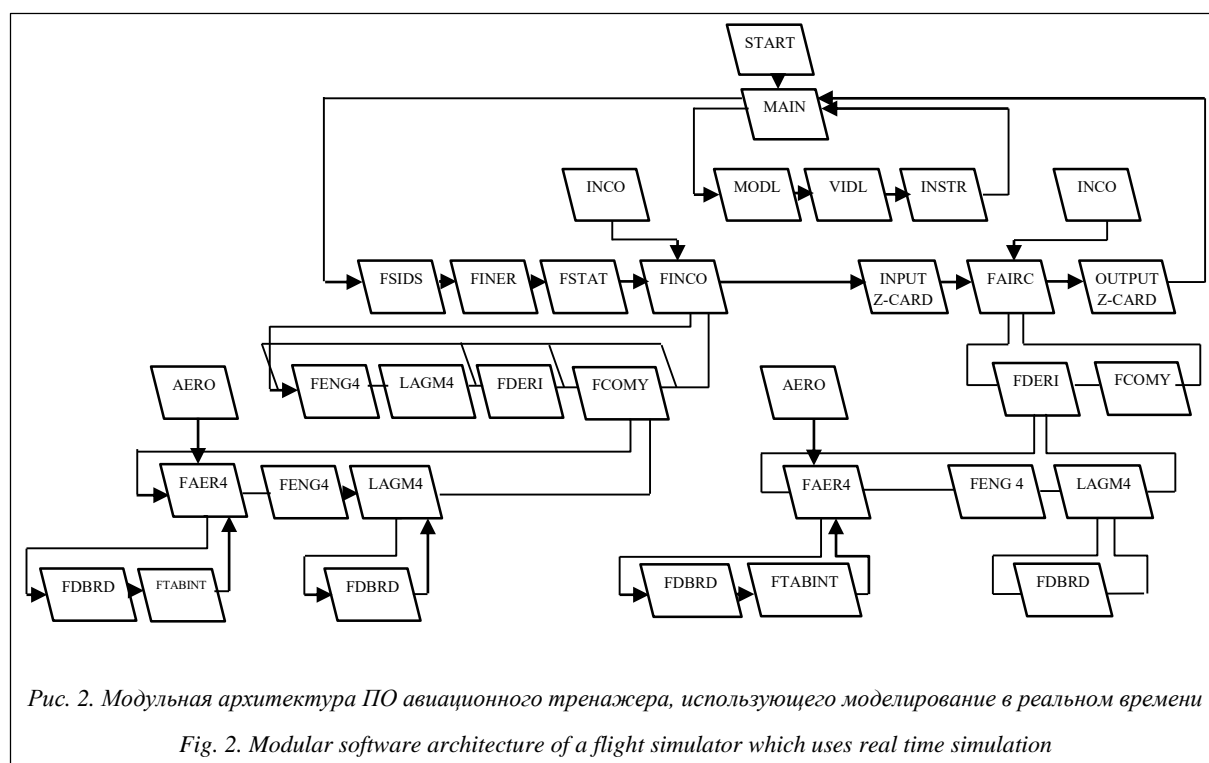 START
MAIN
INCO
MODL
VIDL
INSTR
INCO
FSIDS
FINER
FSTAT
FINCO
INPUT
Z-CARD
FAIRC
OUTPUT
Z-CARD
AERO
FENG4
LAGM4
FDERI
FCOMY
AERO
FDERI
FCOMY
FAER4
FENG4
LAGM4
FAER4
FENG 4
LAGM4
FDBRD
FTABINT
FDBRD
FDBRD
FTABINT
FDBRD
Рис. 2. Модульная архитектура ПО авиационного тренажера, использующего моделирование в реальном времени
Fig. 2. Modular software architecture of a flight simulator which uses real time simulation